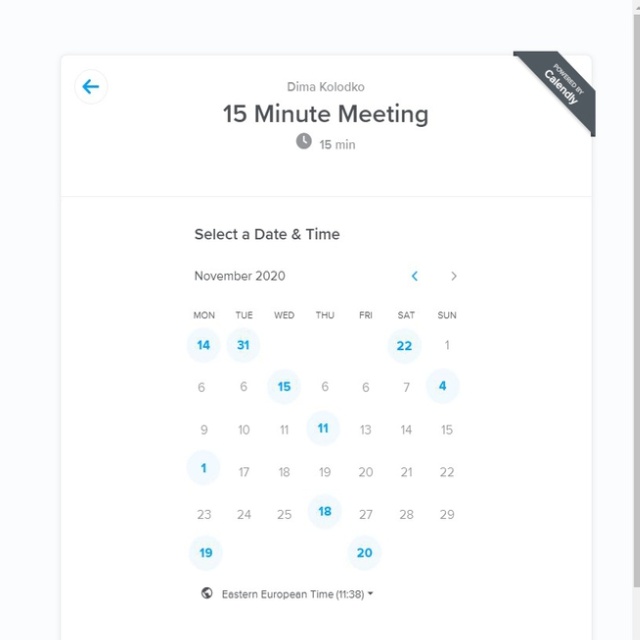 POWERED BY
Calendly
Dima Kolodko
15 Minute Meeting
15 min
Select a Date & Time
November 2020
MON TUE WED THU FRI SAT SUN
14 31 22 1
6 6 15 6 6 7 4
9 10 11 11 13 14 15
1 17 18 19 20 21 22
23 24 25 18 27 28 29
19 20
Eastern European Time (11:38)